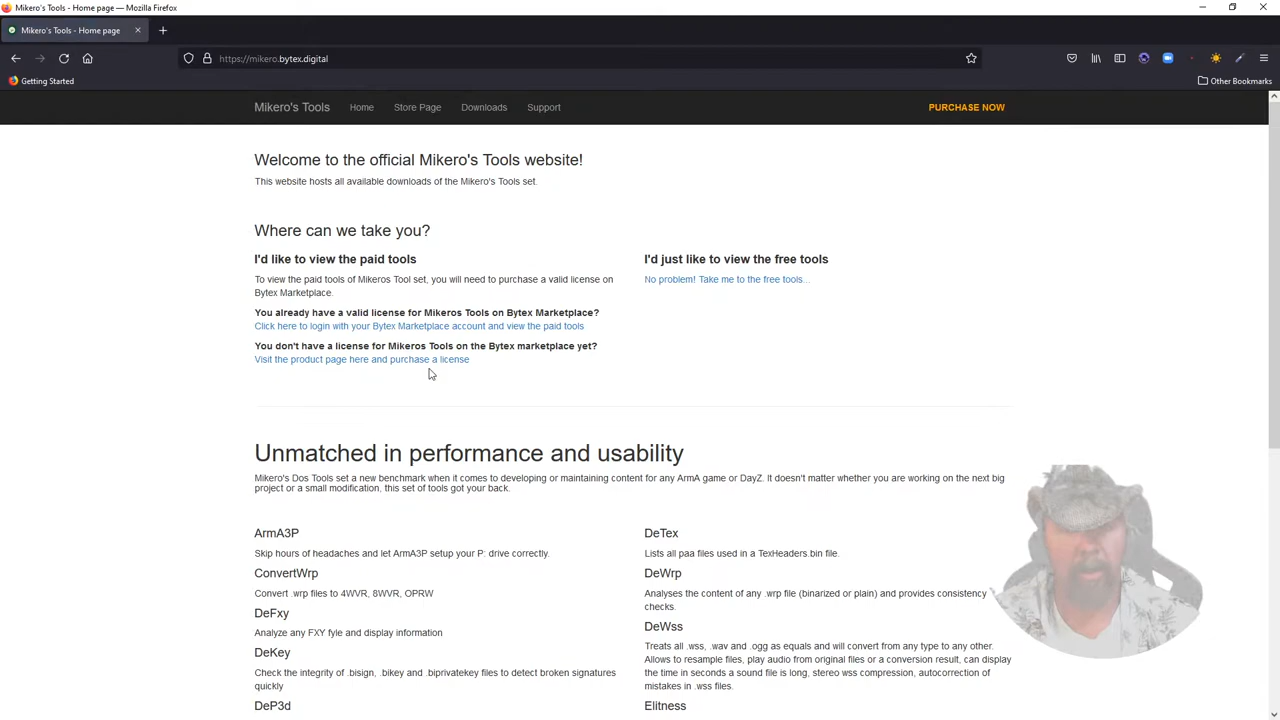 Mikero's Tools - Home page — Mozilla Firefox
Mikero's Tools - Home page
https://mikero.bytex.digital
Getting Started
Other Bookmarks
Mikero's Tools
Home
Store Page
Downloads
Support
PURCHASE NOW
Welcome to the official Mikero's Tools website!
This website hosts all available downloads of the Mikero's Tools set.
Where can we take you?
I'd like to view the paid tools
To view the paid tools of Mikeros Tool set, you will need to purchase a valid license on
Bytex Marketplace.
You already have a valid license for Mikeros Tools on Bytex Marketplace?
Click here to login with your Bytex Marketplace account and view the paid tools
You don't have a license for Mikeros Tools on the Bytex marketplace yet?
Visit the product page here and purchase a license
I'd just like to view the free tools
No problem! Take me to the free tools...
Unmatched in performance and usability
Mikero's Dos Tools set a new benchmark when it comes to developing or maintaining content for any ArmA game or DayZ. It doesn't matter whether you are working on the next big
project or a small modification, this set of tools got your back.
ArmA3P
Skip hours of headaches and let ArmA3P setup your P: drive correctly.
ConvertWrp
Convert .wrp files to 4WVR, 8WVR, OPRW
DeFxy
Analyze any FXY fyle and display information
DeKey
Check the integrity of .bisign, .bikey and .biprivatekey files to detect broken signatures
quickly
DeP3d
DeTex
Lists all paa files used in a TexHeaders.bin file.
DeWrp
Analyses the content of any .wrp file (binarized or plain) and provides consistency
checks.
DeWss
Treats all .wss, .wav and .ogg as equals and will convert from any type to any other.
Allows to resample files, play audio from original files or a conversion result, can display
the time in seconds a sound file is long, stereo wss compression, autocorrection of
mistakes in .wss files.
Elitness